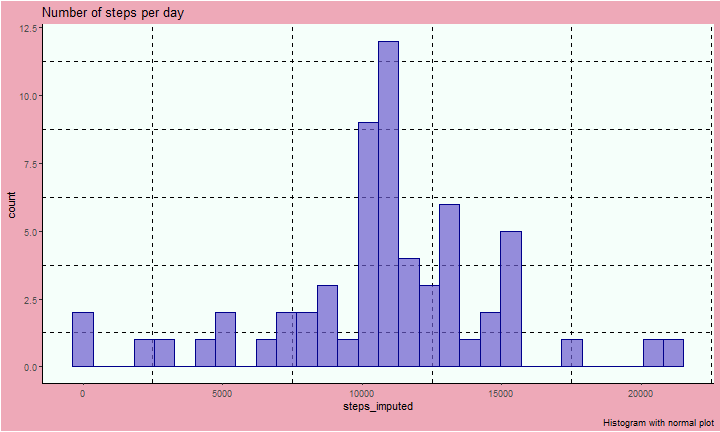 Number of steps per day
12.5
10.0
7.5
5.0
2.5
0.0
count
0 5000 10000 15000 20000
steps_imputed
Histogram with normal plot